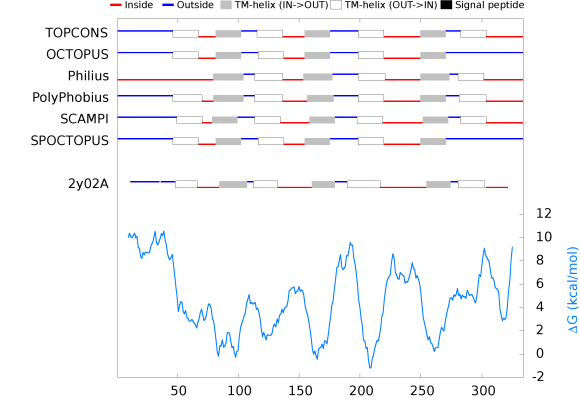 Inside Outside TM-helix (IN->OUT) TM-helix (OUT->IN) Signal peptide
TOPCONS
OCTOPUS
Philius
PolyPhobius
SCAMPI
SPOCTOPUS
2y02A
12
10
8
6
4
2
0
-2
ΔG (kcal/mol)
50 100 150 200 250 300